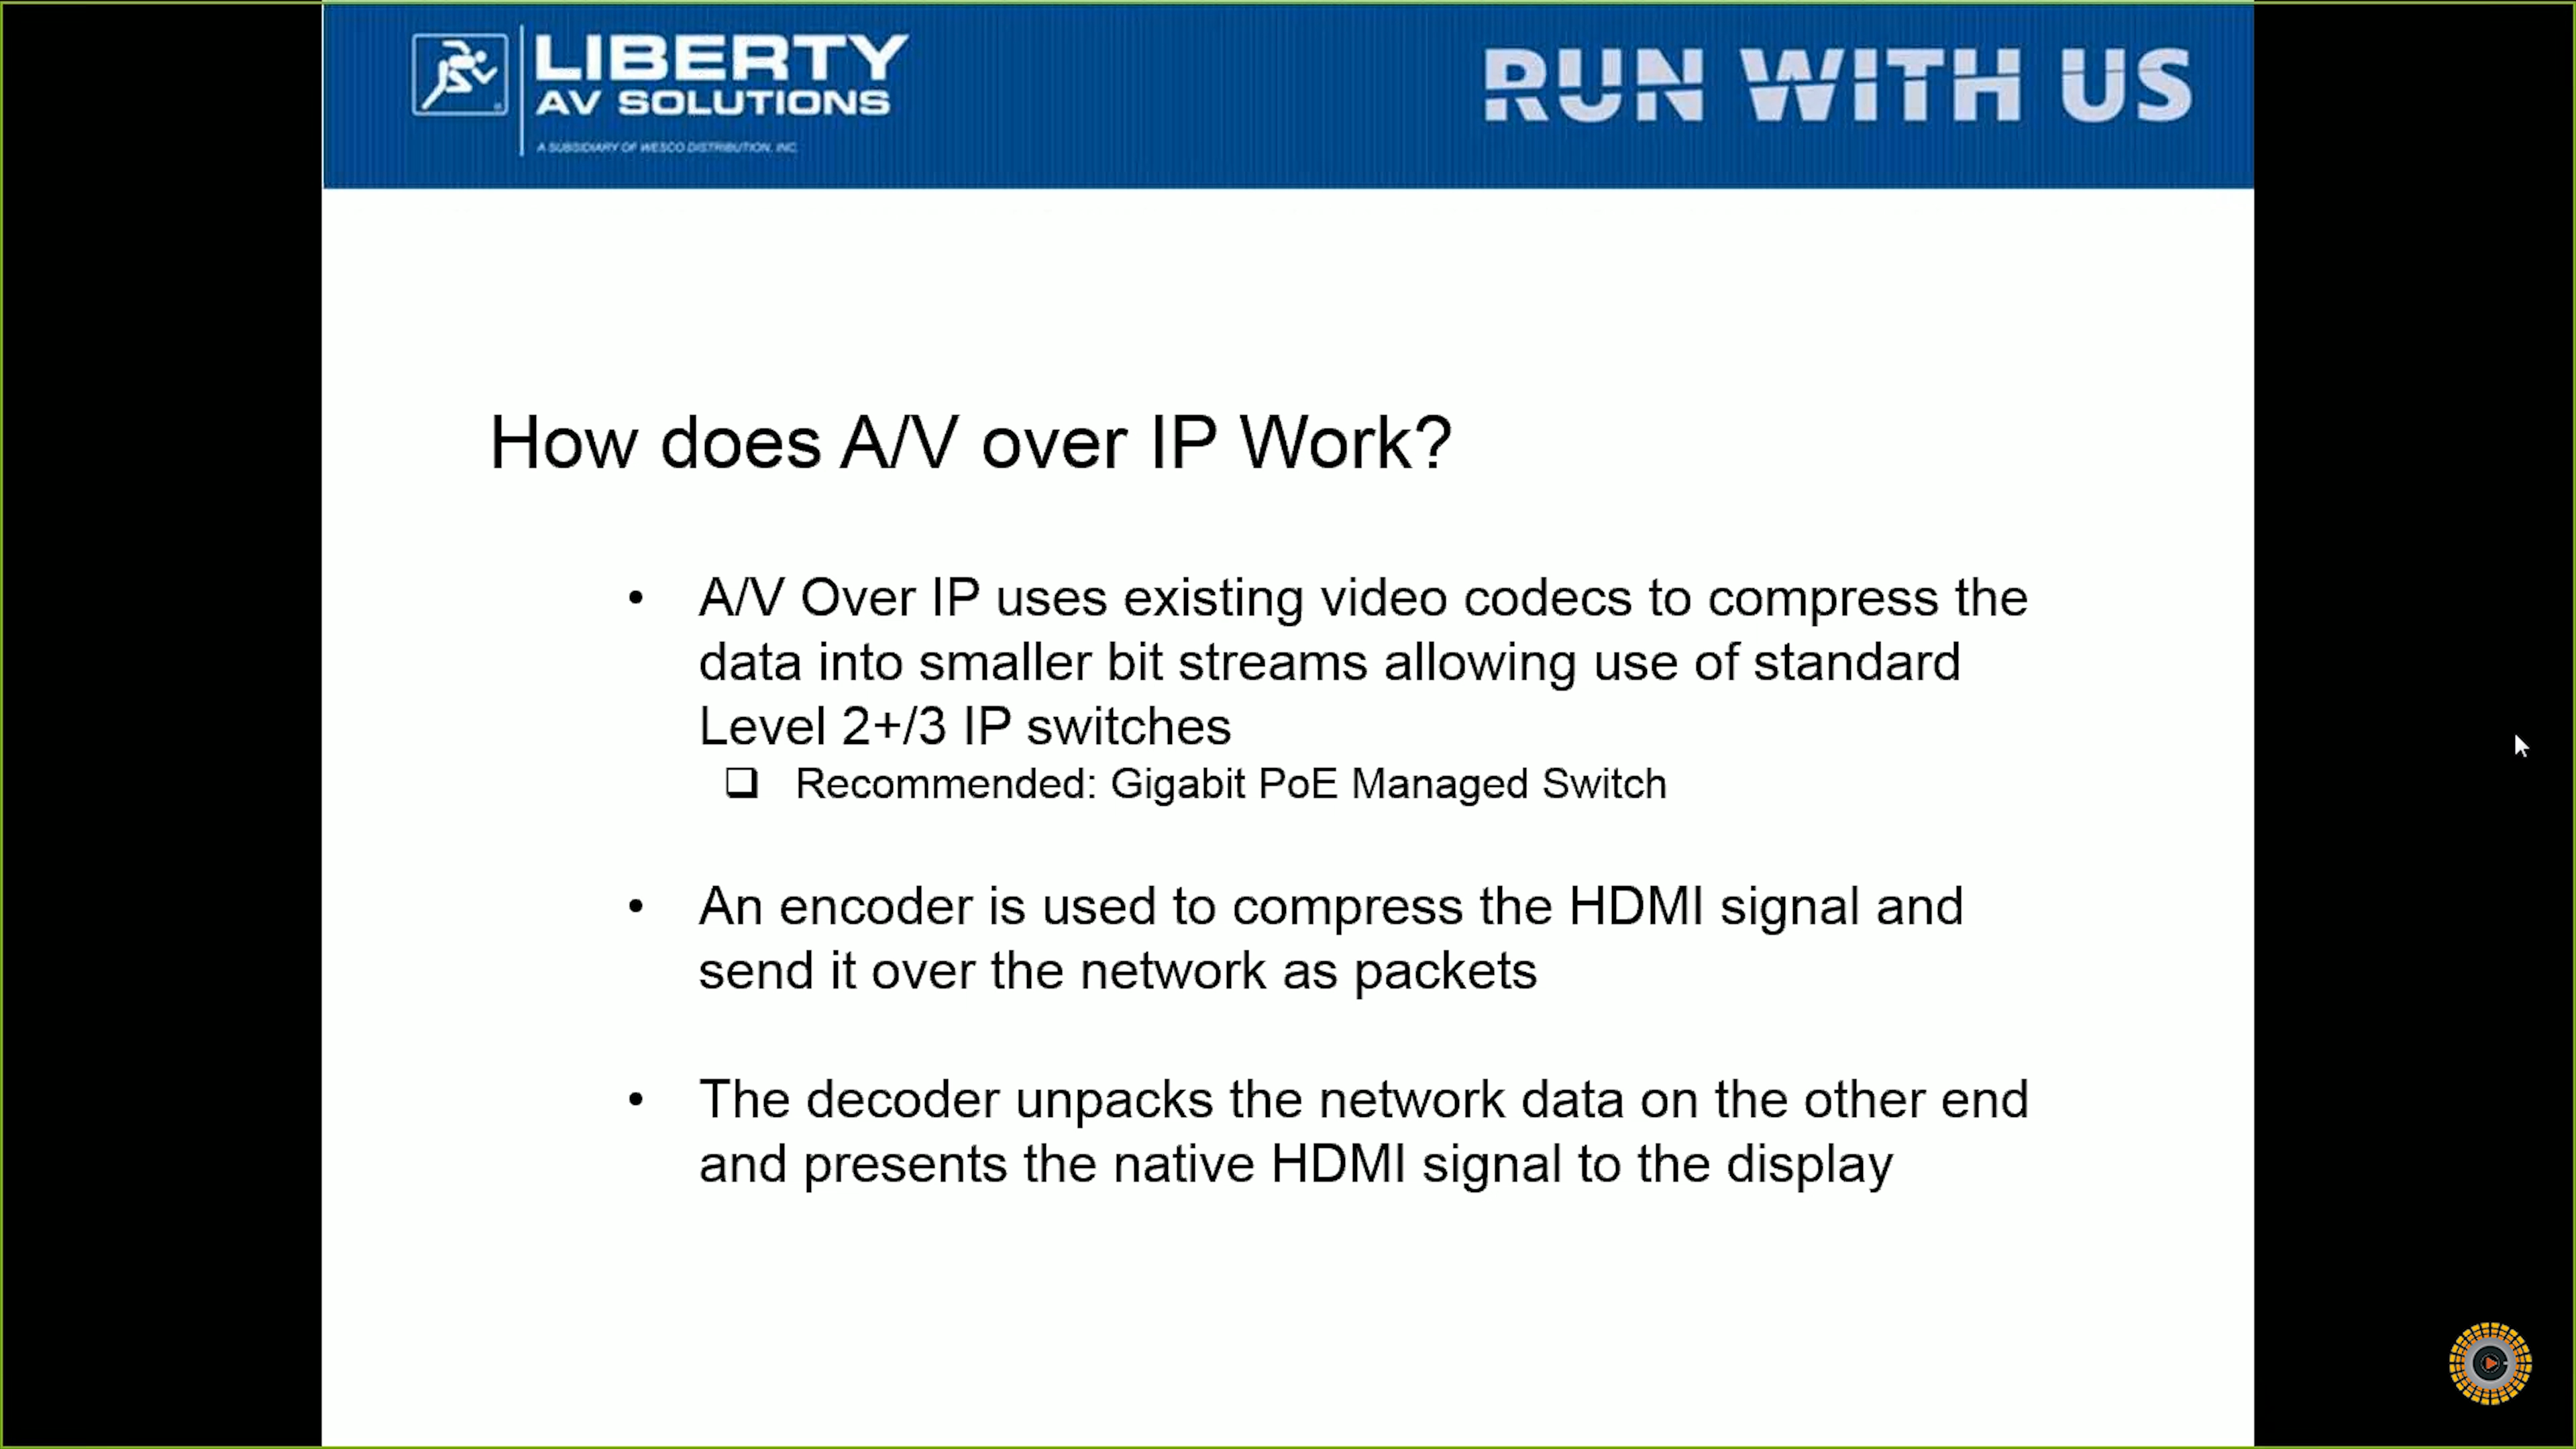 LIBERTY
AV SOLUTIONS
A SUBSIDIARY OF WESCO DISTRIBUTION, INC.
RUN WITH US
How does A/V over IP Work?
• A/V Over IP uses existing video codecs to compress the
data into smaller bit streams allowing use of standard
Level 2+/3 IP switches
❑ Recommended: Gigabit PoE Managed Switch
• An encoder is used to compress the HDMI signal and
send it over the network as packets
• The decoder unpacks the network data on the other end
and presents the native HDMI signal to the display